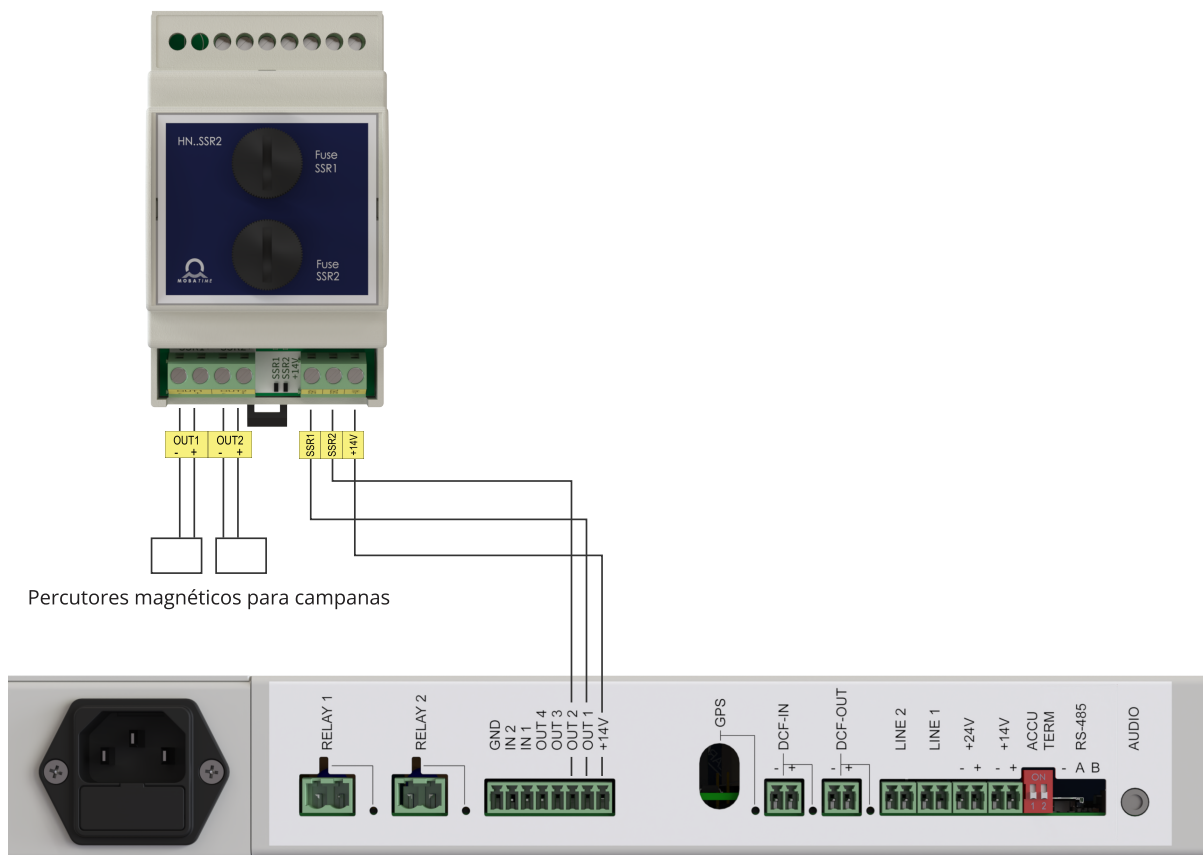 HN..SSR2
Fuse
SSR1
Fuse
SSR2
MOBATIME
SSR1
SSR2
+14V
OUT1
- +
OUT2
- +
SSR1
SSR2
+14V
Percutores magnéticos para campanas
RELAY 1
RELAY 2
GND
IN 2
IN 1
OUT 4
OUT 3
OUT 2
OUT 1
+14V
GPS
DCF-IN
- +
DCF-OUT
- +
LINE 2
LINE 1
+24V
- +
+14V
- +
ACCU
TERM
ON
1 2
RS-485
- A B
AUDIO